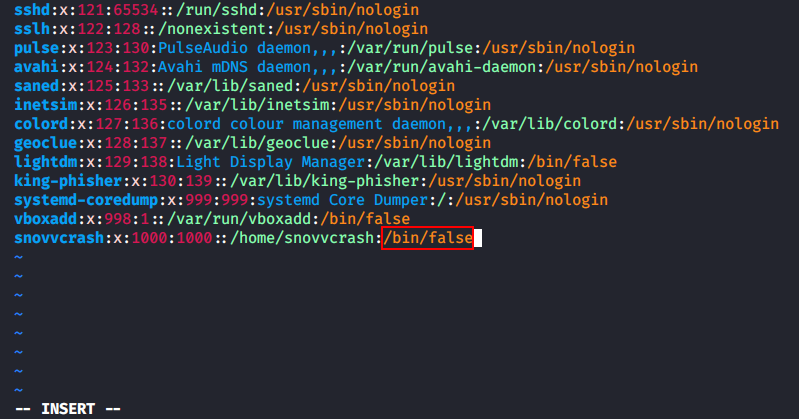 sshd:x:121:65534::/run/sshd:/usr/sbin/nologin
sslh:x:122:128::/nonexistent:/usr/sbin/nologin
pulse:x:123:130:PulseAudio daemon,,,:/var/run/pulse:/usr/sbin/nologin
avahi:x:124:132:Avahi mDNS daemon,,,:/var/run/avahi-daemon:/usr/sbin/nologin
saned:x:125:133::/var/lib/saned:/usr/sbin/nologin
inetsim:x:126:135::/var/lib/inetsim:/usr/sbin/nologin
colord:x:127:136:colord colour management daemon,,,:/var/lib/colord:/usr/sbin/nologin
geoclue:x:128:137::/var/lib/geoclue:/usr/sbin/nologin
lightdm:x:129:138:Light Display Manager:/var/lib/lightdm:/bin/false
king-phisher:x:130:139::/var/lib/king-phisher:/usr/sbin/nologin
systemd-coredump:x:999:999:systemd Core Dumper:/:/usr/sbin/nologin
vboxadd:x:998:1::/var/run/vboxadd:/bin/false
snovvcrash:x:1000:1000::/home/snovvcrash:/bin/false
~
~
~
~
~
~
~
~
-- INSERT --